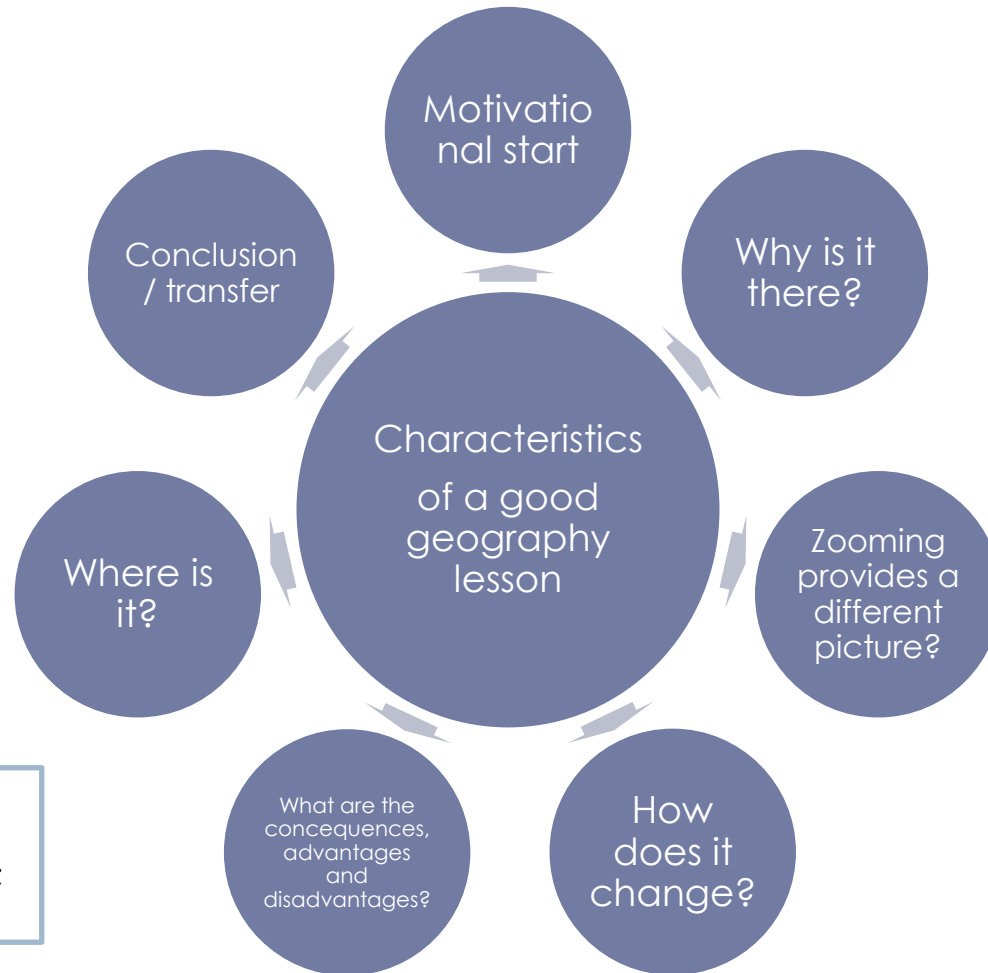 Motivatio
nal start
Why is it
there?
Zooming
provides a
different
picture?
How
does it
change?
What are the
concequences,
advantages
and
disadvantages?
Where is
it?
Conclusion
/ transfer
Characteristics
of a good
geography
lesson